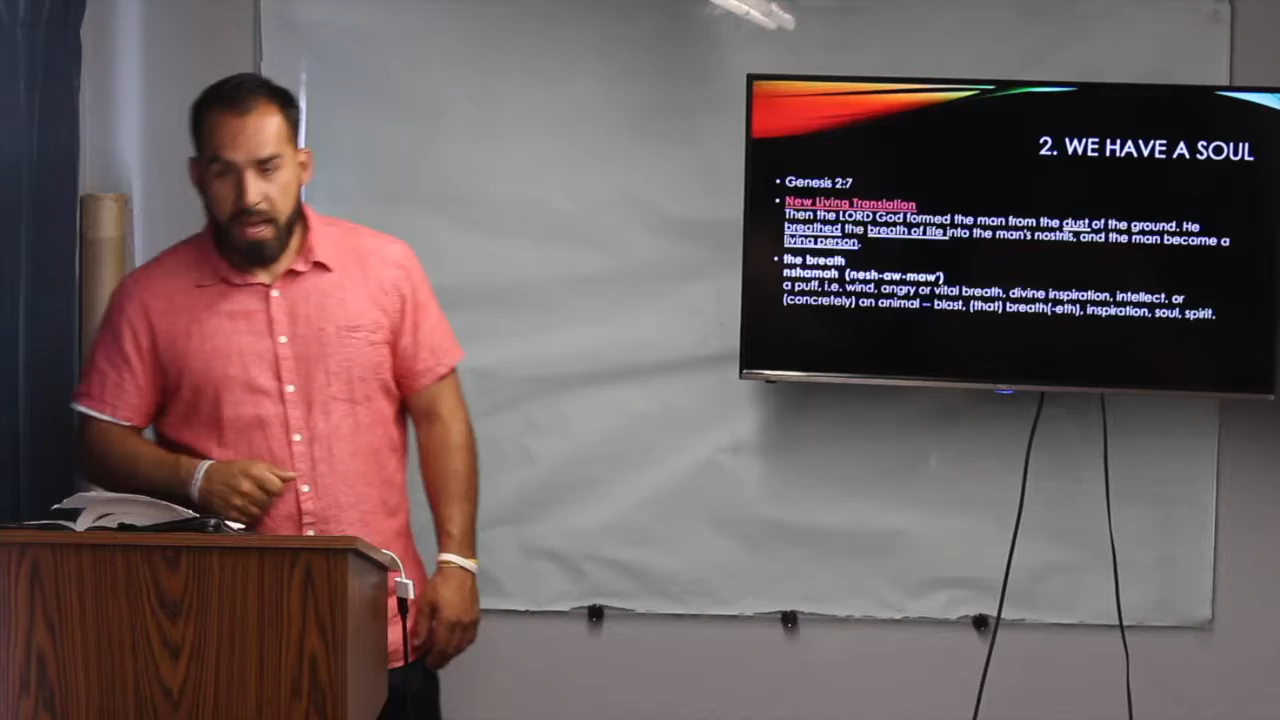 2. WE HAVE A SOUL
• Genesis 2:7
• New Living Translation
Then the LORD God formed the man from the dust of the ground. He
breathed the breath of life into the man's nostrils, and the man became a
living person.
• the breath
nshamah (nesh-aw-maw')
a puff, i.e. wind, angry or vital breath, divine inspiration, intellect. or
(concretely) an animal -- blast, (that) breath(-eth), inspiration, soul, spirit.